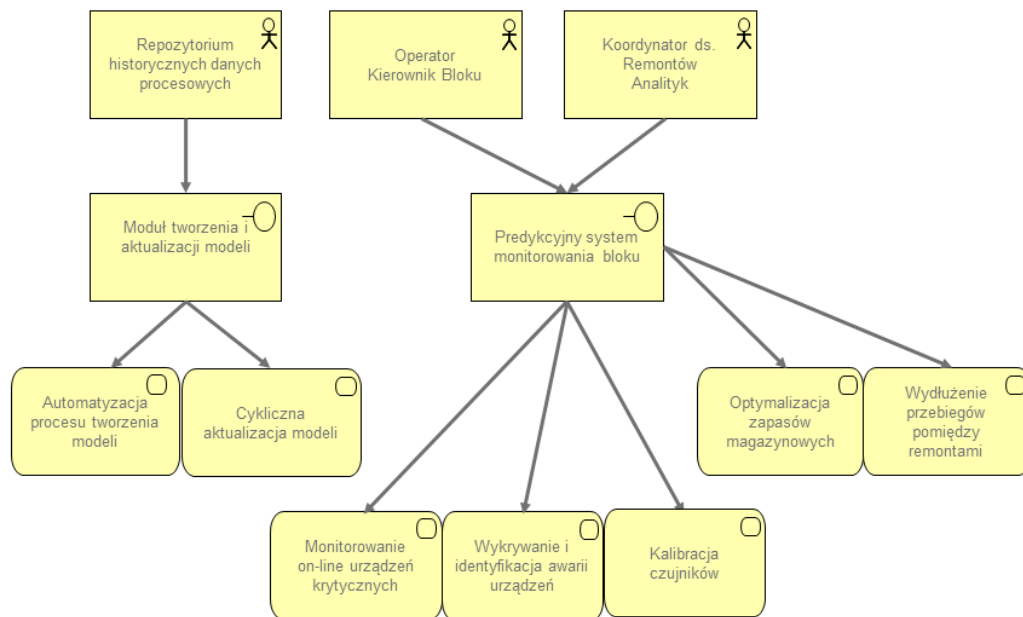 Repozytorium
historycznych danych
procesowych
Operator
Kierownik Bloku
Koordynator ds.
Remontów
Analityk
Moduł tworzenia i
aktualizacji modeli
Predykcyjny system
monitorowania bloku
Automatyzacja
procesu tworzenia
modeli
Cykliczna
aktualizacja modeli
Optymalizacja
zapasów
magazynowych
Wydłużenie
przebiegów
pomiędzy
remontami
Monitorowanie
on-line urządzeń
krytycznych
Wykrywanie i
identyfikacja awarii
urządzeń
Kalibracja
czujników